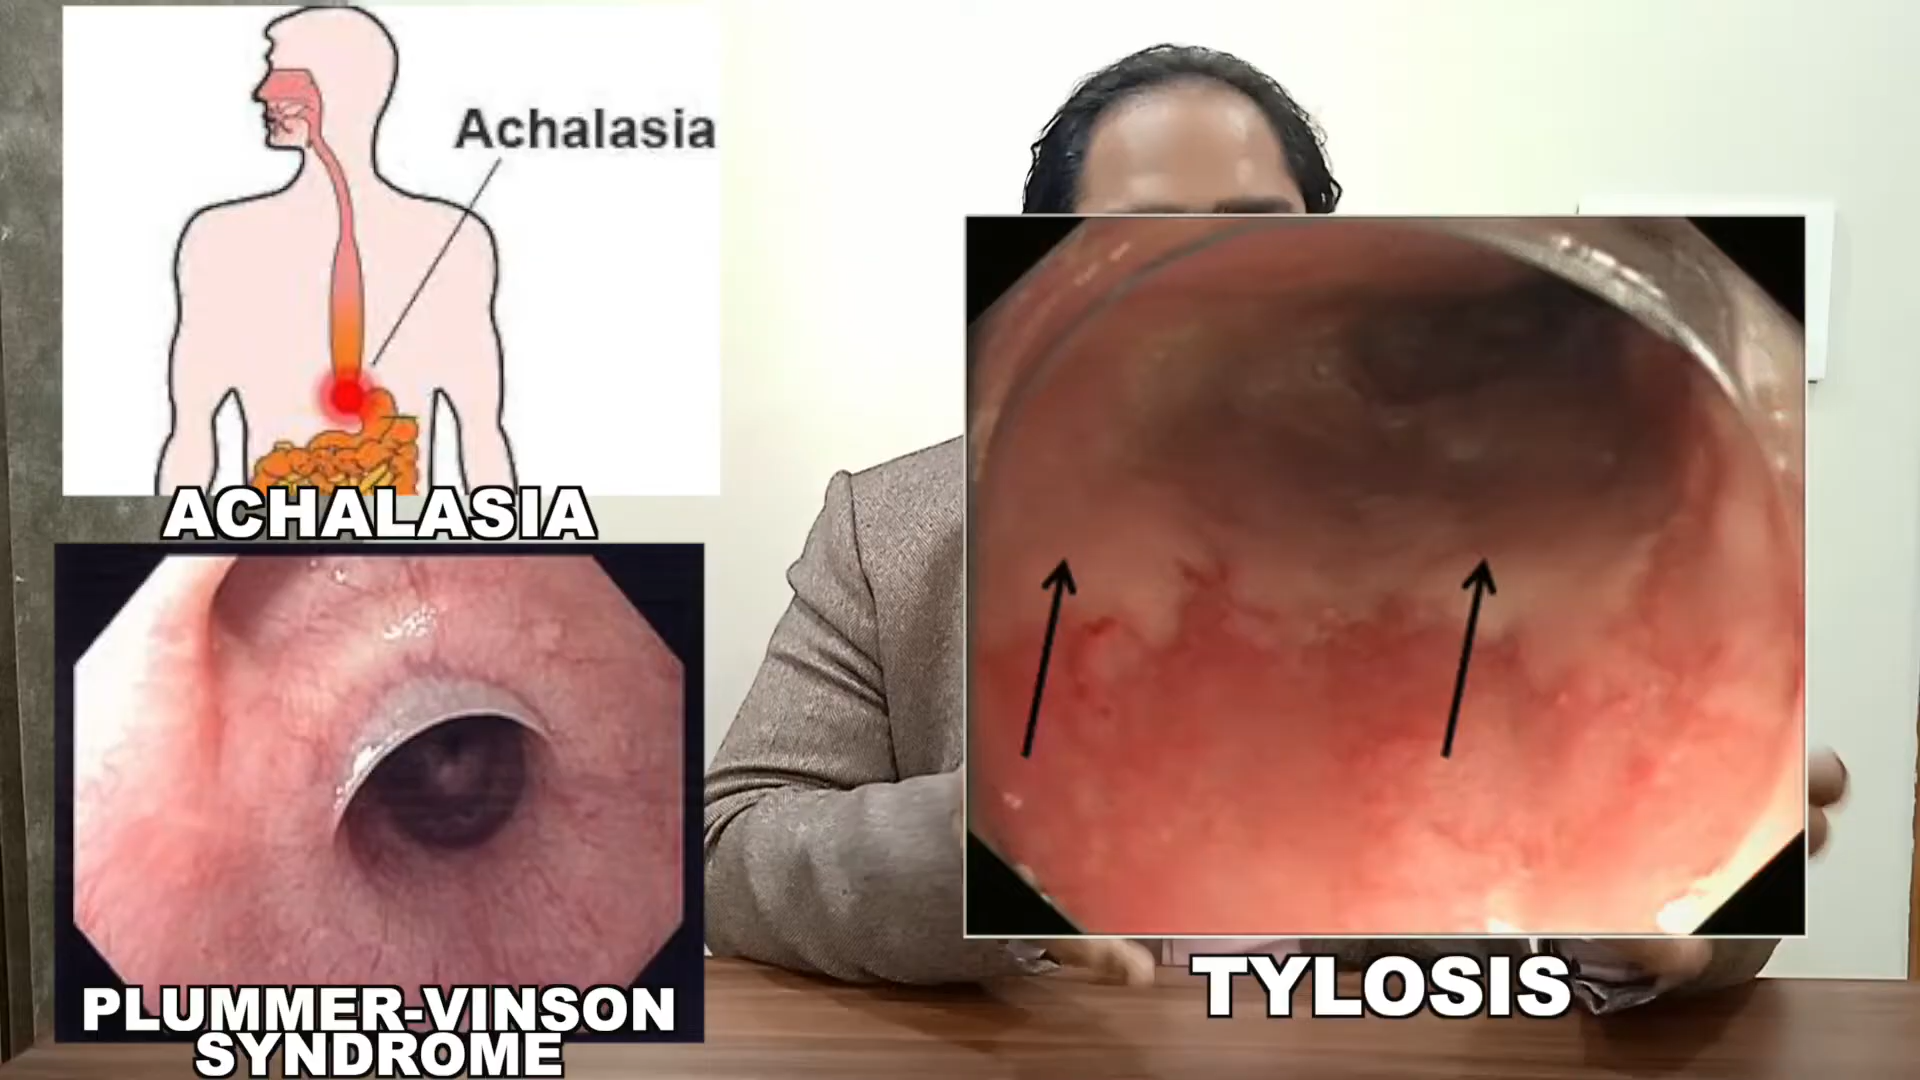 Achalasia
ACHALASIA
PLUMMER-VINSON
SYNDROME
TYLOSIS